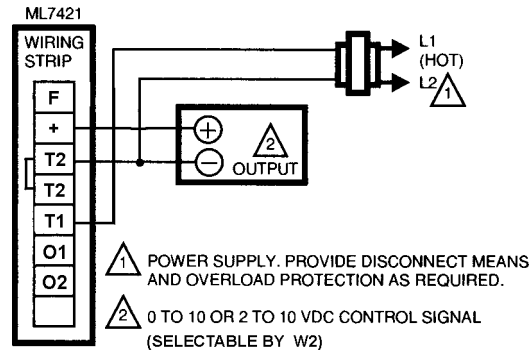 ML7421
WIRING
STRIP
F
+
T2
T2
T1
O1
O2
L1
(HOT)
L2 1
+
−
2
OUTPUT
1 POWER SUPPLY. PROVIDE DISCONNECT MEANS
AND OVERLOAD PROTECTION AS REQUIRED.
2 0 TO 10 OR 2 TO 10 VDC CONTROL SIGNAL
(SELECTABLE BY W2)